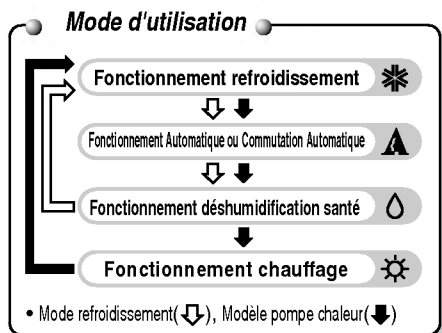 Mode d'utilisation
Fonctionnement refroidissement
Fonctionnement Automatique ou Commutation Automatique
Fonctionnement déshumidification santé
Fonctionnement chauffage
• Mode refroidissement(⇩), Modèle pompe chaleur(⬇)